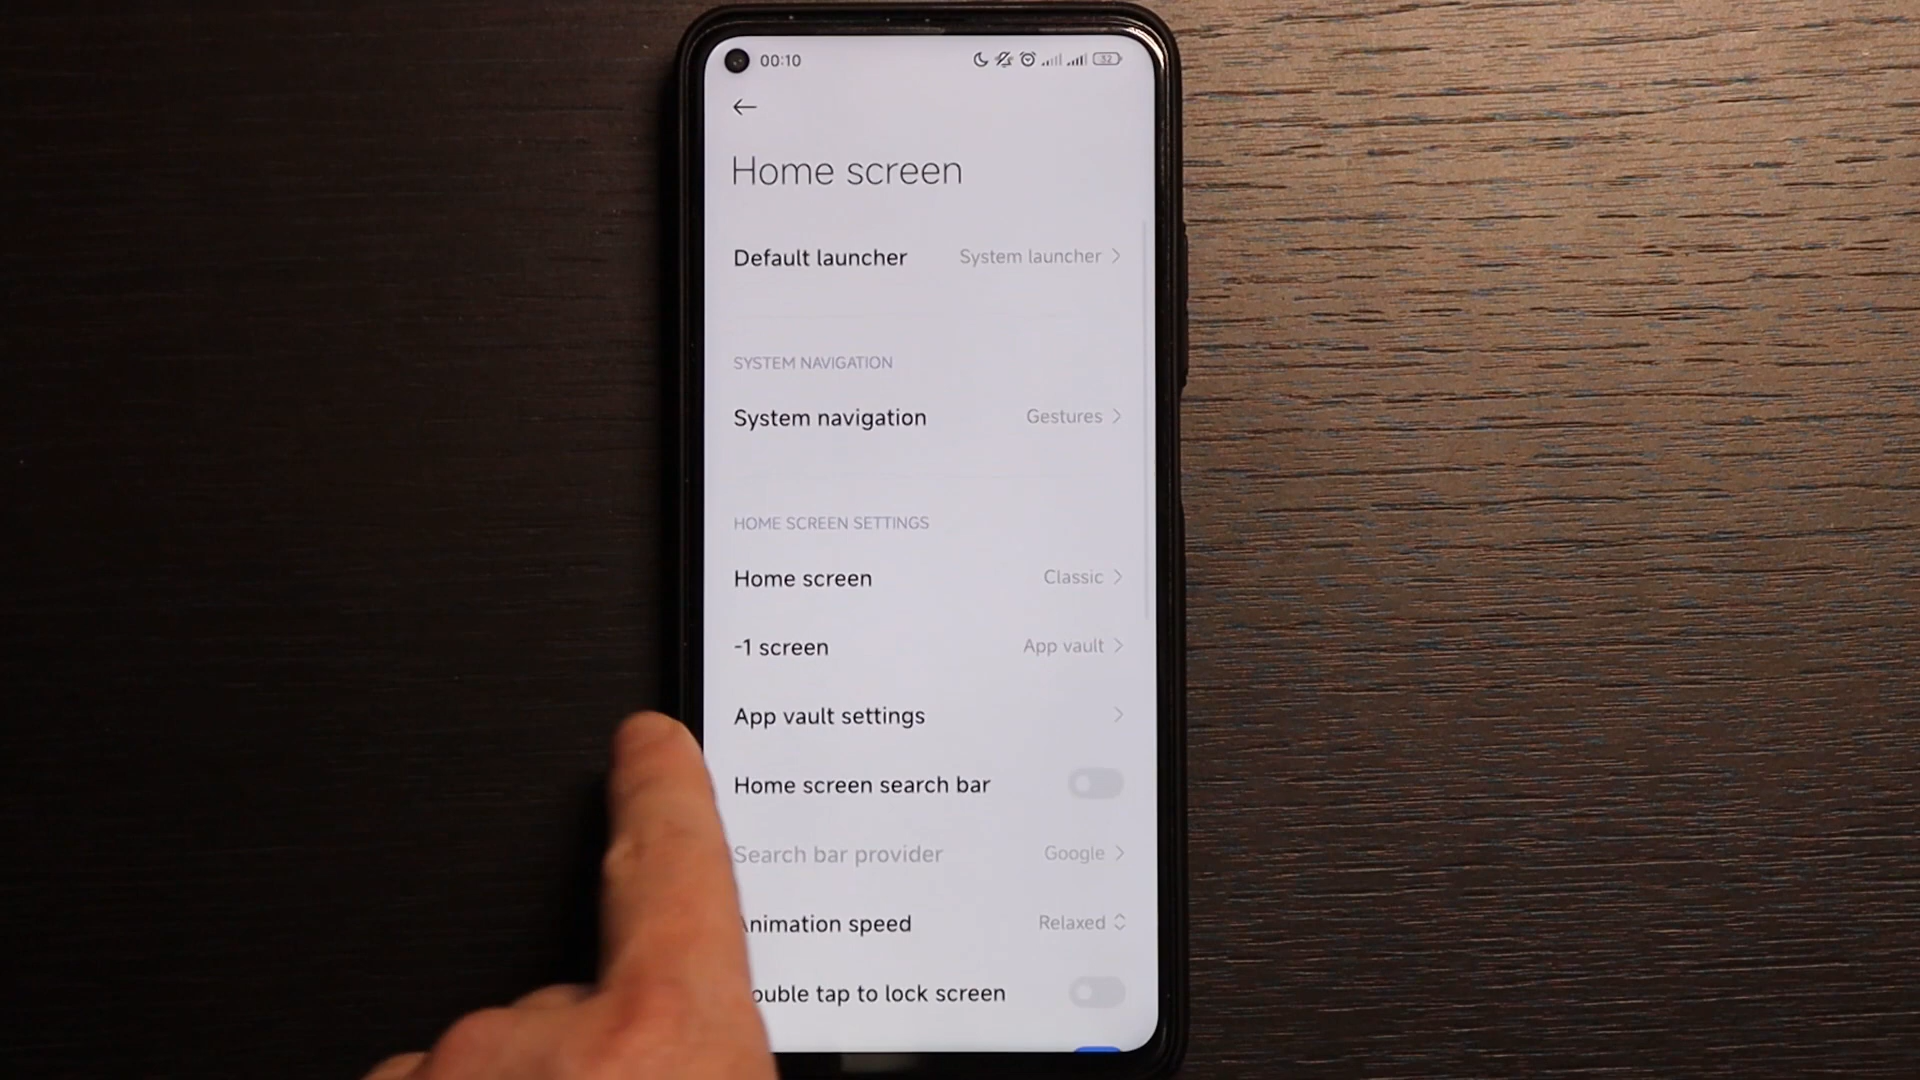 00:10 32
Home screen
Default launcher System launcher
SYSTEM NAVIGATION
System navigation Gestures
HOME SCREEN SETTINGS
Home screen Classic
-1 screen App vault
App vault settings
Home screen search bar
Search bar provider Google
nimation speed Relaxed
ouble tap to lock screen